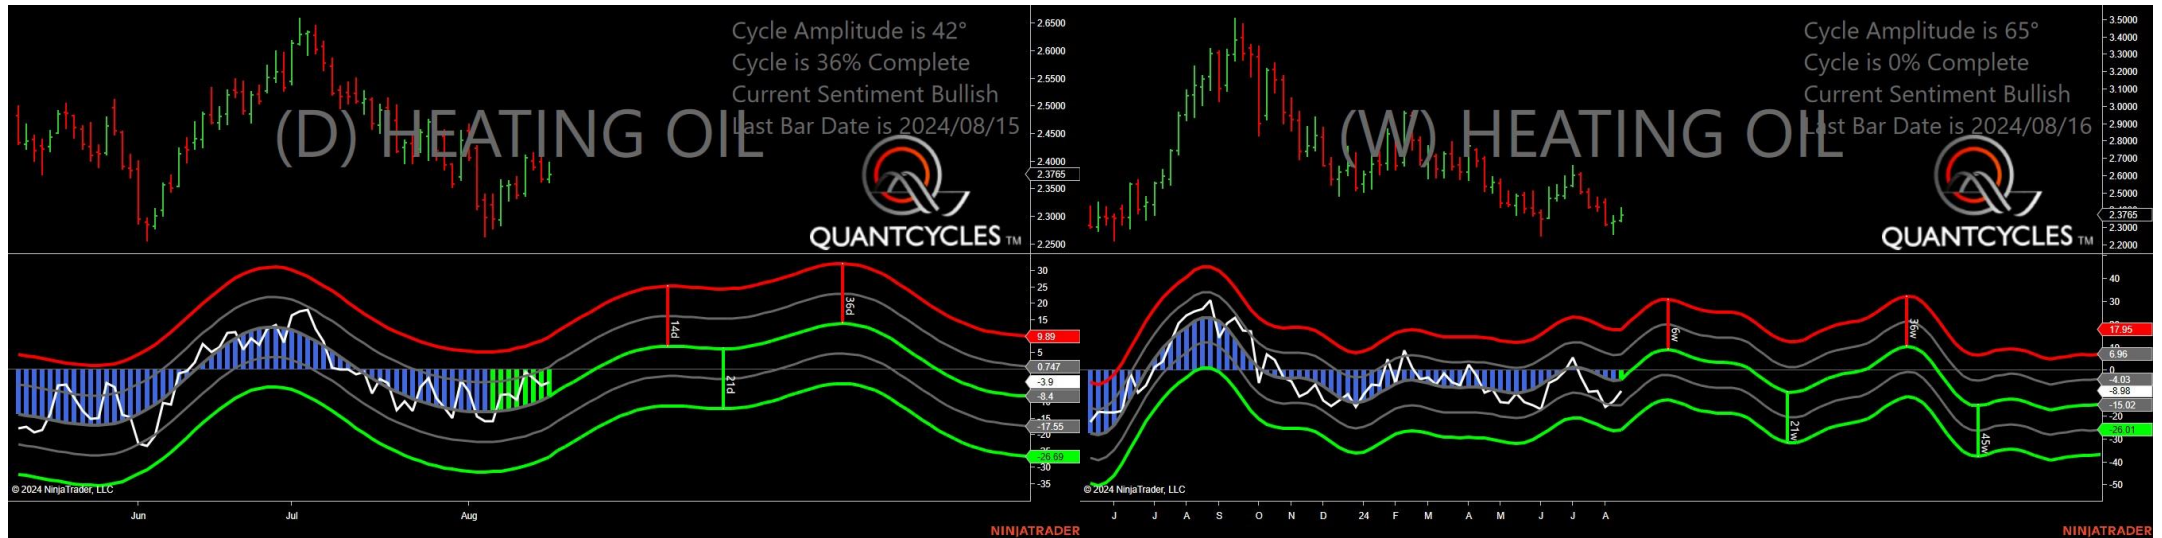 Cycle Amplitude is 42°
Cycle is 36% Complete
Current Sentiment Bullish
Last Bar Date is 2024/08/15
(D) HEATING OIL
QUANTCYCLES TM
2.6500
2.6000
2.5500
2.5000
2.4500
2.4000
2.3765
2.3500
2.3000
2.2500
14d
21d
36d
30
15
20
15
9.89
5
0.747
-3.9
-8.4
-15
-17.55
-20
-26.69
-30
-35
© 2024 NinjaTrader, LLC
Jun
Jul
Aug
NINJATRADER
Cycle Amplitude is 65°
Cycle is 0% Complete
Current Sentiment Bullish
Last Bar Date is 2024/08/16
(W) HEATING OIL
QUANTCYCLES TM
3.5000
3.4000
3.2000
3.1000
3.0000
2.9000
2.8000
2.7000
2.6000
2.5000
2.3765
2.3000
2.2000
6w
21w
36w
45w
40
30
17.95
10
6.96
0
-4.03
-8.98
-15.02
-20
-26.01
-30
-40
-50
© 2024 NinjaTrader, LLC
J
J
A
S
O
N
D
24
F
M
A
M
J
J
A
NINJATRADER